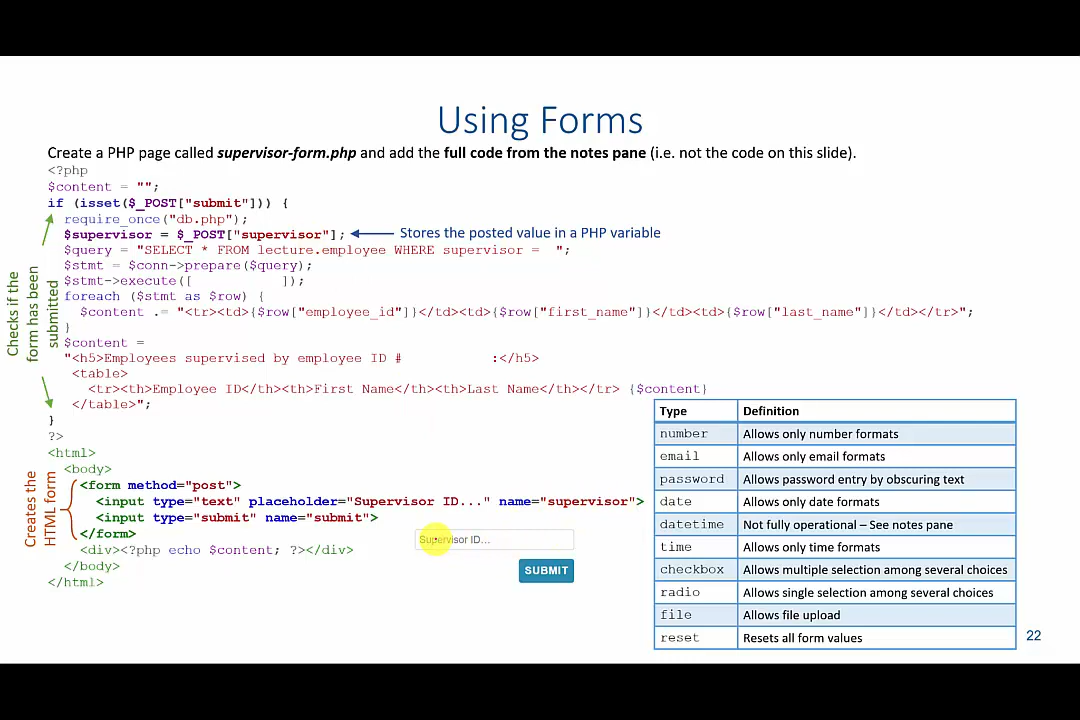 Using Forms
Create a PHP page called supervisor-form.php and add the full code from the notes pane (i.e. not the code on this slide).
<?php
$content = "";
if (isset($_POST["submit"])) {
require_once("db.php");
$supervisor = $_POST["supervisor"];
Stores the posted value in a PHP variable
$query = "SELECT * FROM lecture.employee WHERE supervisor =  ";
$stmt = $conn->prepare($query);
$stmt->execute([ ]);
foreach ($stmt as $row) {
$content .= "<tr><td>{$row["employee_id"]}</td><td>{$row["first_name"]}</td><td>{$row["last_name"]}</td></tr>";
}
$content =
"<h5>Employees supervised by employee ID # :</h5>
<table>
<tr><th>Employee ID</th><th>First Name</th><th>Last Name</th></tr> {$content}
</table>";
}
?>
Checks if the
form has been
submitted
<html>
<body>
<form method="post">
<input type="text" placeholder="Supervisor ID..." name="supervisor">
<input type="submit" name="submit">
</form>
<div><?php echo $content; ?></div>
</body>
</html>
Creates the
HTML form
Supervisor ID...
SUBMIT
Type Definition
number Allows only number formats
email Allows only email formats
password Allows password entry by obscuring text
date Allows only date formats
datetime Not fully operational – See notes pane
time Allows only time formats
checkbox Allows multiple selection among several choices
radio Allows single selection among several choices
file Allows file upload
reset Resets all form values
22